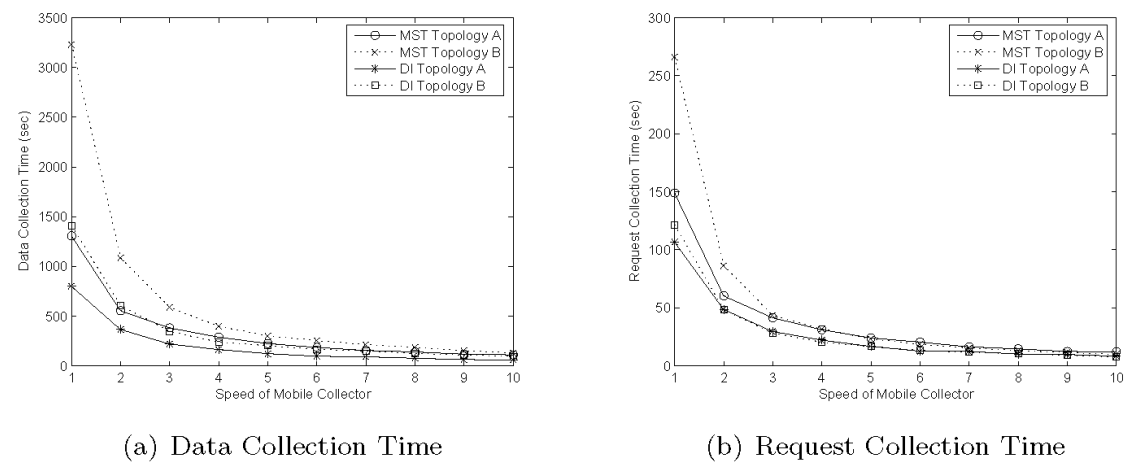 3500
3000
2500
2000
1500
1000
500
0
Data Collection Time (sec)
MST Topology A
MST Topology B
DI Topology A
DI Topology B
1 2 3 4 5 6 7 8 9 10
Speed of Mobile Collector
(a) Data Collection Time
300
250
200
150
100
50
0
Request Collection Time (sec)
MST Topology A
MST Topology B
DI Topology A
DI Topology B
1 2 3 4 5 6 7 8 9 10
Speed of Mobile Collector
(b) Request Collection Time